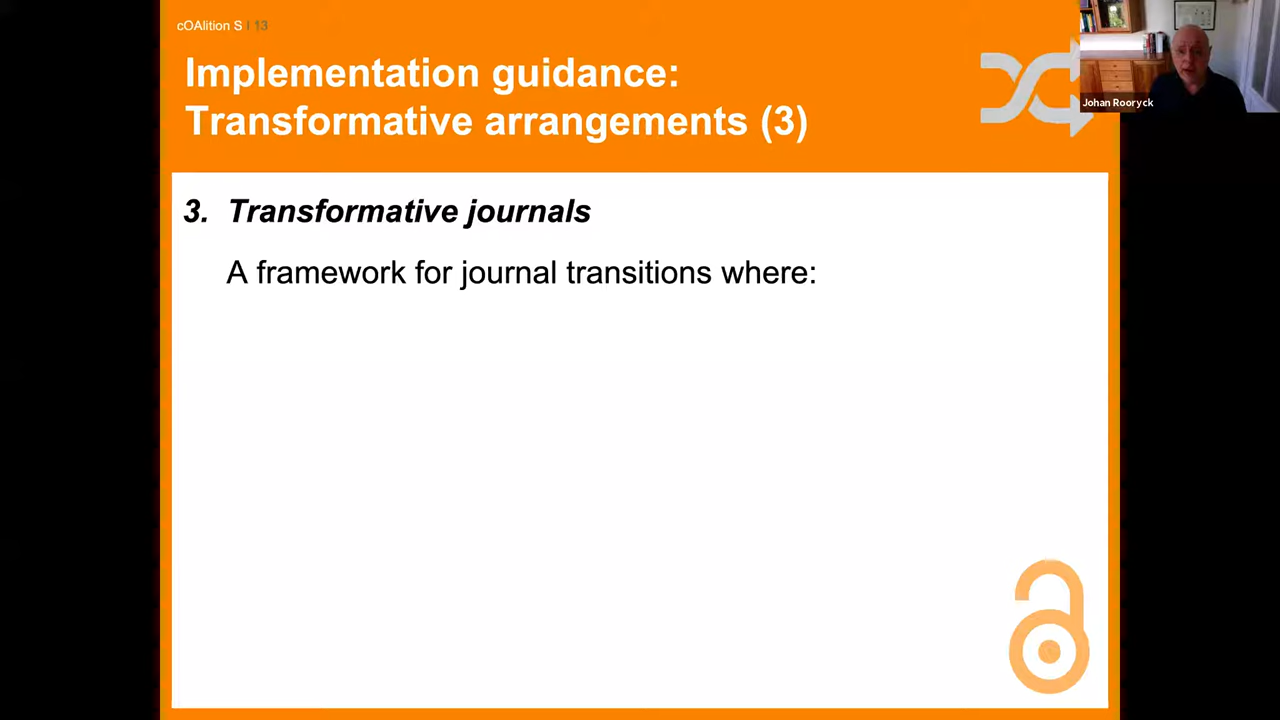 cOAlition S | 13
Implementation guidance:
Transformative arrangements (3)
Johan Rooryck
3. Transformative journals
A framework for journal transitions where: